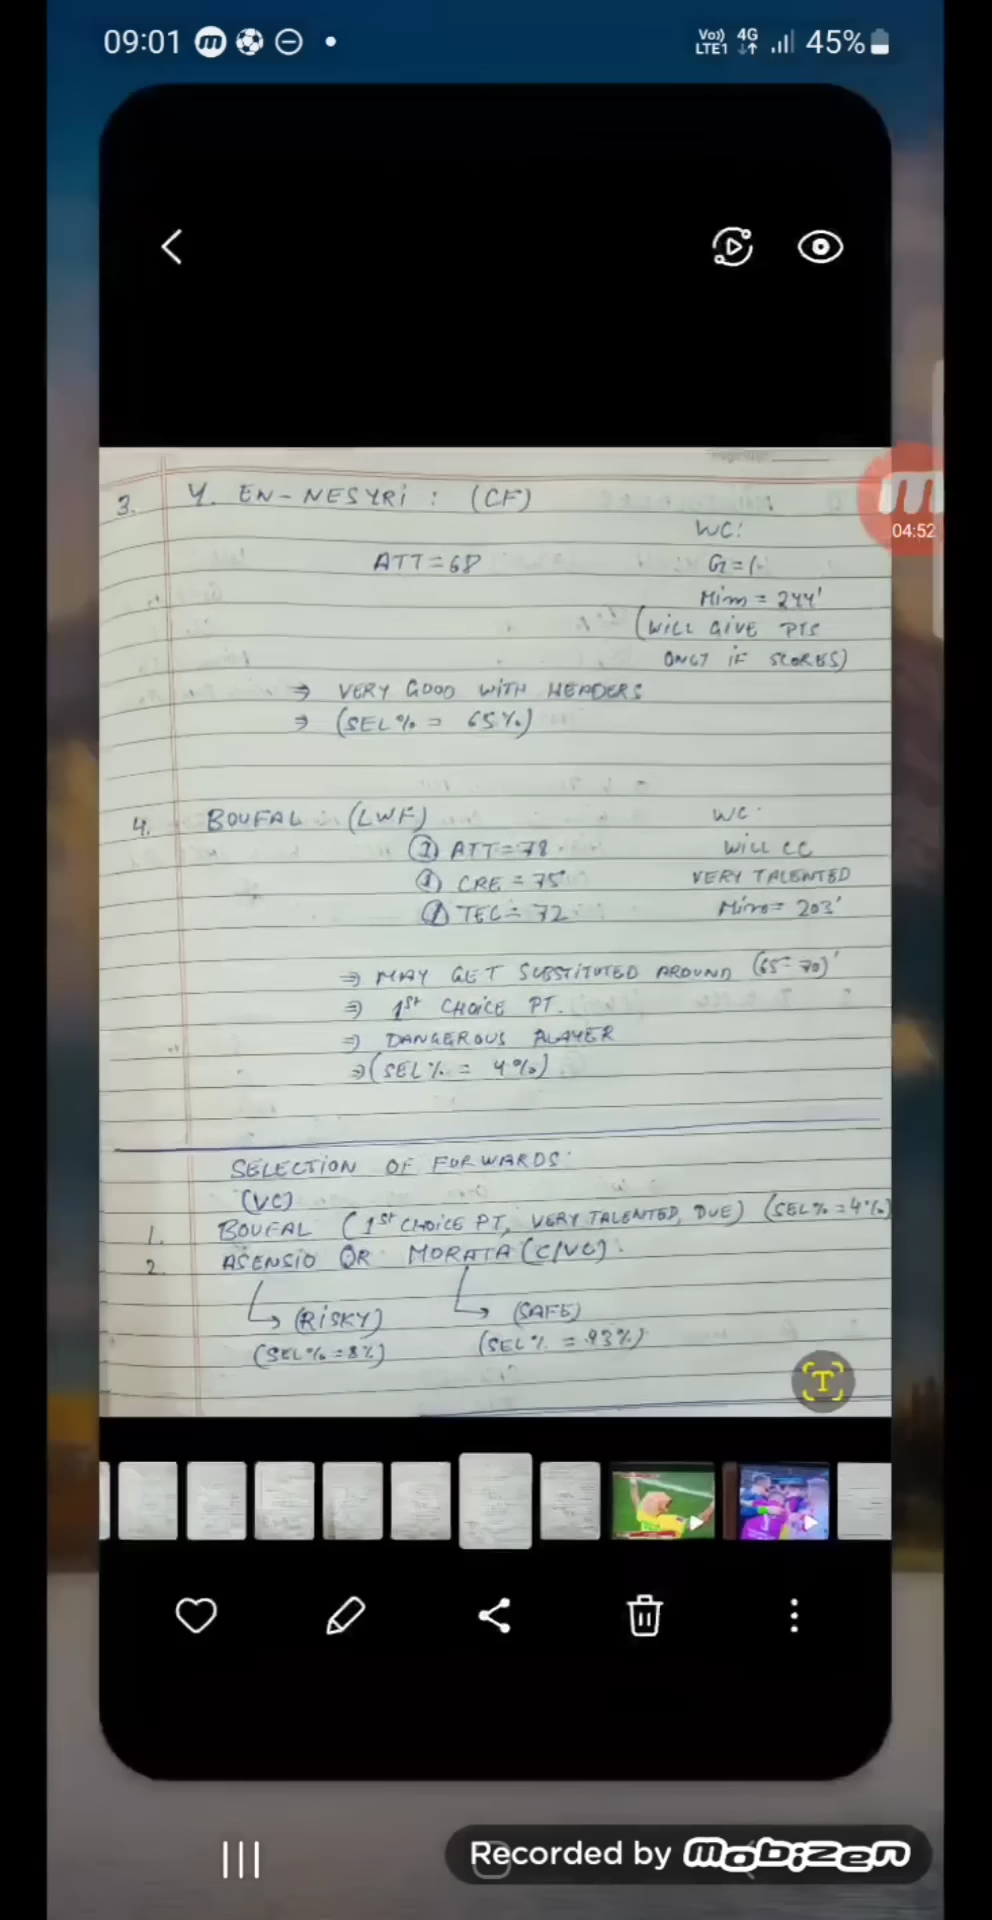 09:01
Vo)) LTE1 4G 45%
04:52
3. Y. EN-NESYRI : (CF)
WC:
ATT = 68
G = 1.
Min = 244'
(WILL GIVE PTS
ONLY IF SCORES)
⇒ VERY GOOD WITH HEADERS
⇒ (SEL% = 65%)
4. BOUFAL : (LWF)
WC:
① ATT = 78
WILL CC
① CRE = 75
VERY TALENTED
① TEC = 72
Min = 203'
⇒ MAY GET SUBSTITUTED AROUND (65-70)'
⇒ 1st CHOICE PT.
⇒ DANGEROUS PLAYER
⇒ (SEL% = 4%)
SELECTION OF FORWARDS:
(VC)
1. BOUFAL (1st CHOICE PT, VERY TALENTED, DUE) (SEL% = 4%)
2. ASENSIO OR MORATA (C/VC).
(RISKY) (SAFE)
(SEL% = 8%) (SEL% = 93%)
T
Recorded by mobizen